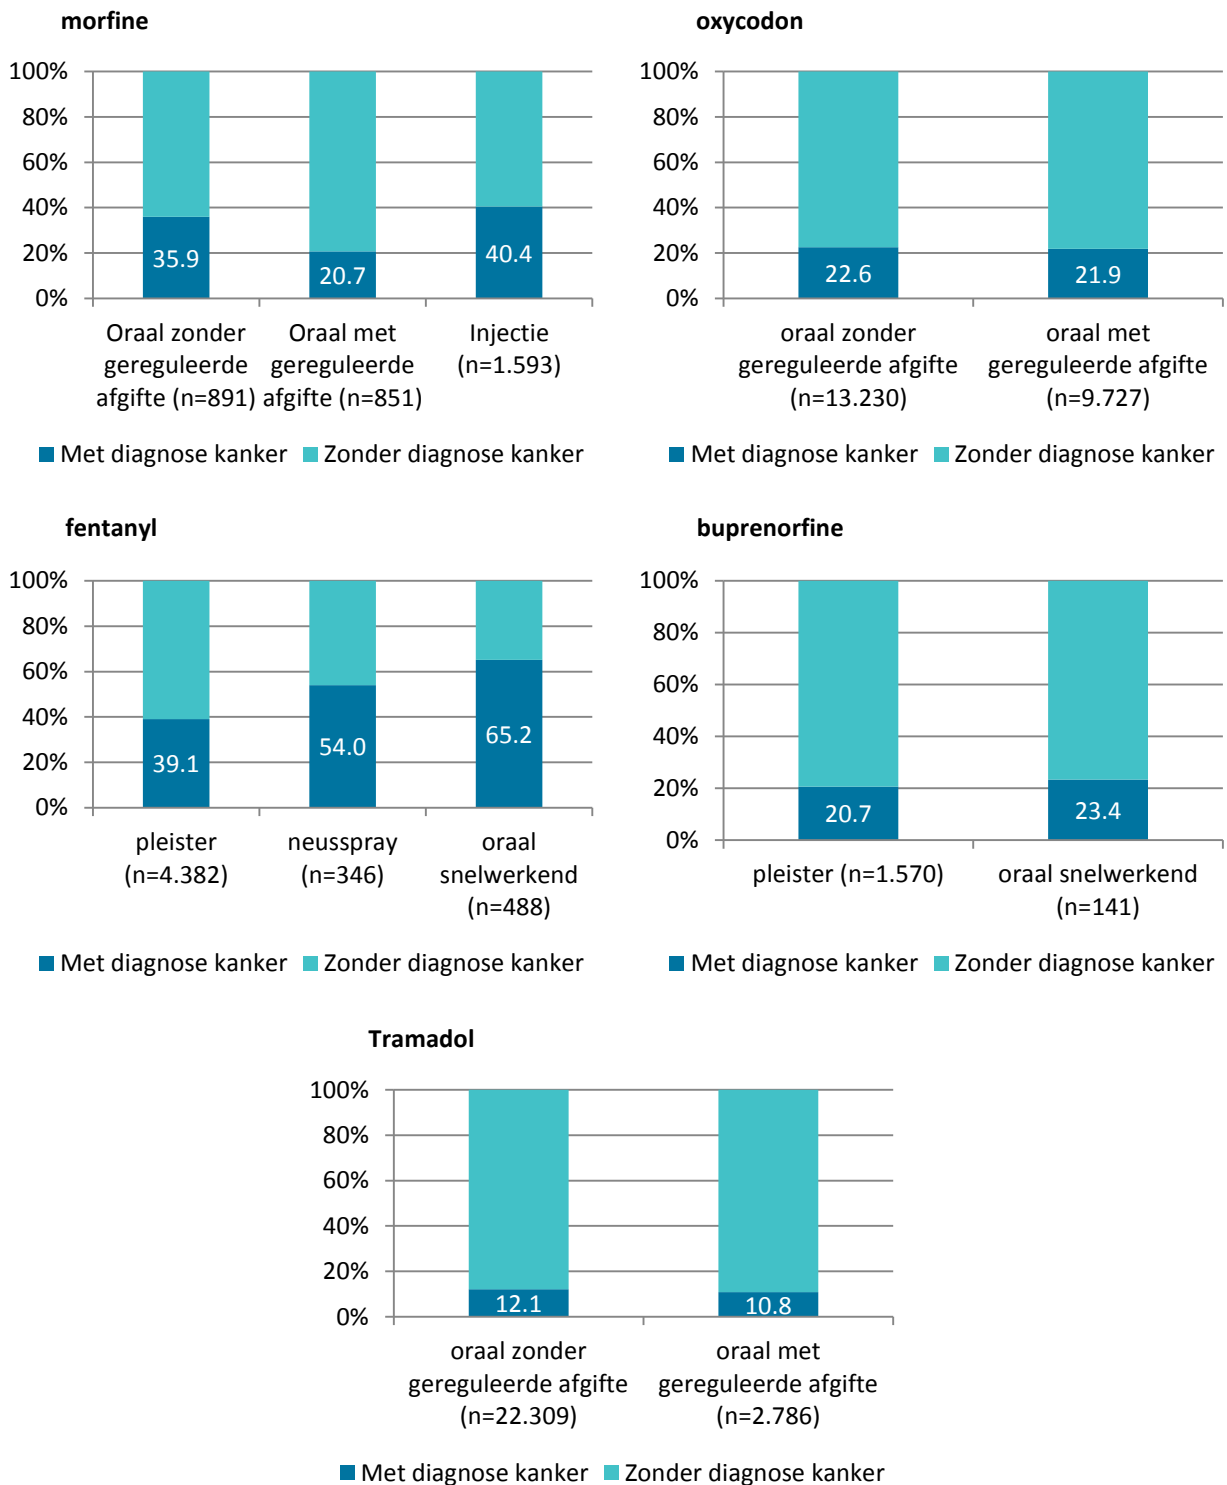 morfine
100%
80%
60%
40%
20%
0%
35.9
20.7
40.4
Oraal zonder
gereguleerde
afgifte (n=891)
Oraal met
gereguleerde
afgifte (n=851)
Injectie
(n=1.593)
Met diagnose kanker
Zonder diagnose kanker
oxycodon
100%
80%
60%
40%
20%
0%
22.6
21.9
oraal zonder
gereguleerde afgifte
(n=13.230)
oraal met
gereguleerde afgifte
(n=9.727)
Met diagnose kanker
Zonder diagnose kanker
fentanyl
100%
80%
60%
40%
20%
0%
39.1
54.0
65.2
pleister
(n=4.382)
neusspray
(n=346)
oraal
snelwerkend
(n=488)
Met diagnose kanker
Zonder diagnose kanker
buprenorfine
100%
80%
60%
40%
20%
0%
20.7
23.4
pleister (n=1.570)
oraal snelwerkend
(n=141)
Met diagnose kanker
Zonder diagnose kanker
Tramadol
100%
80%
60%
40%
20%
0%
12.1
10.8
oraal zonder
gereguleerde afgifte
(n=22.309)
oraal met
gereguleerde afgifte
(n=2.786)
Met diagnose kanker
Zonder diagnose kanker